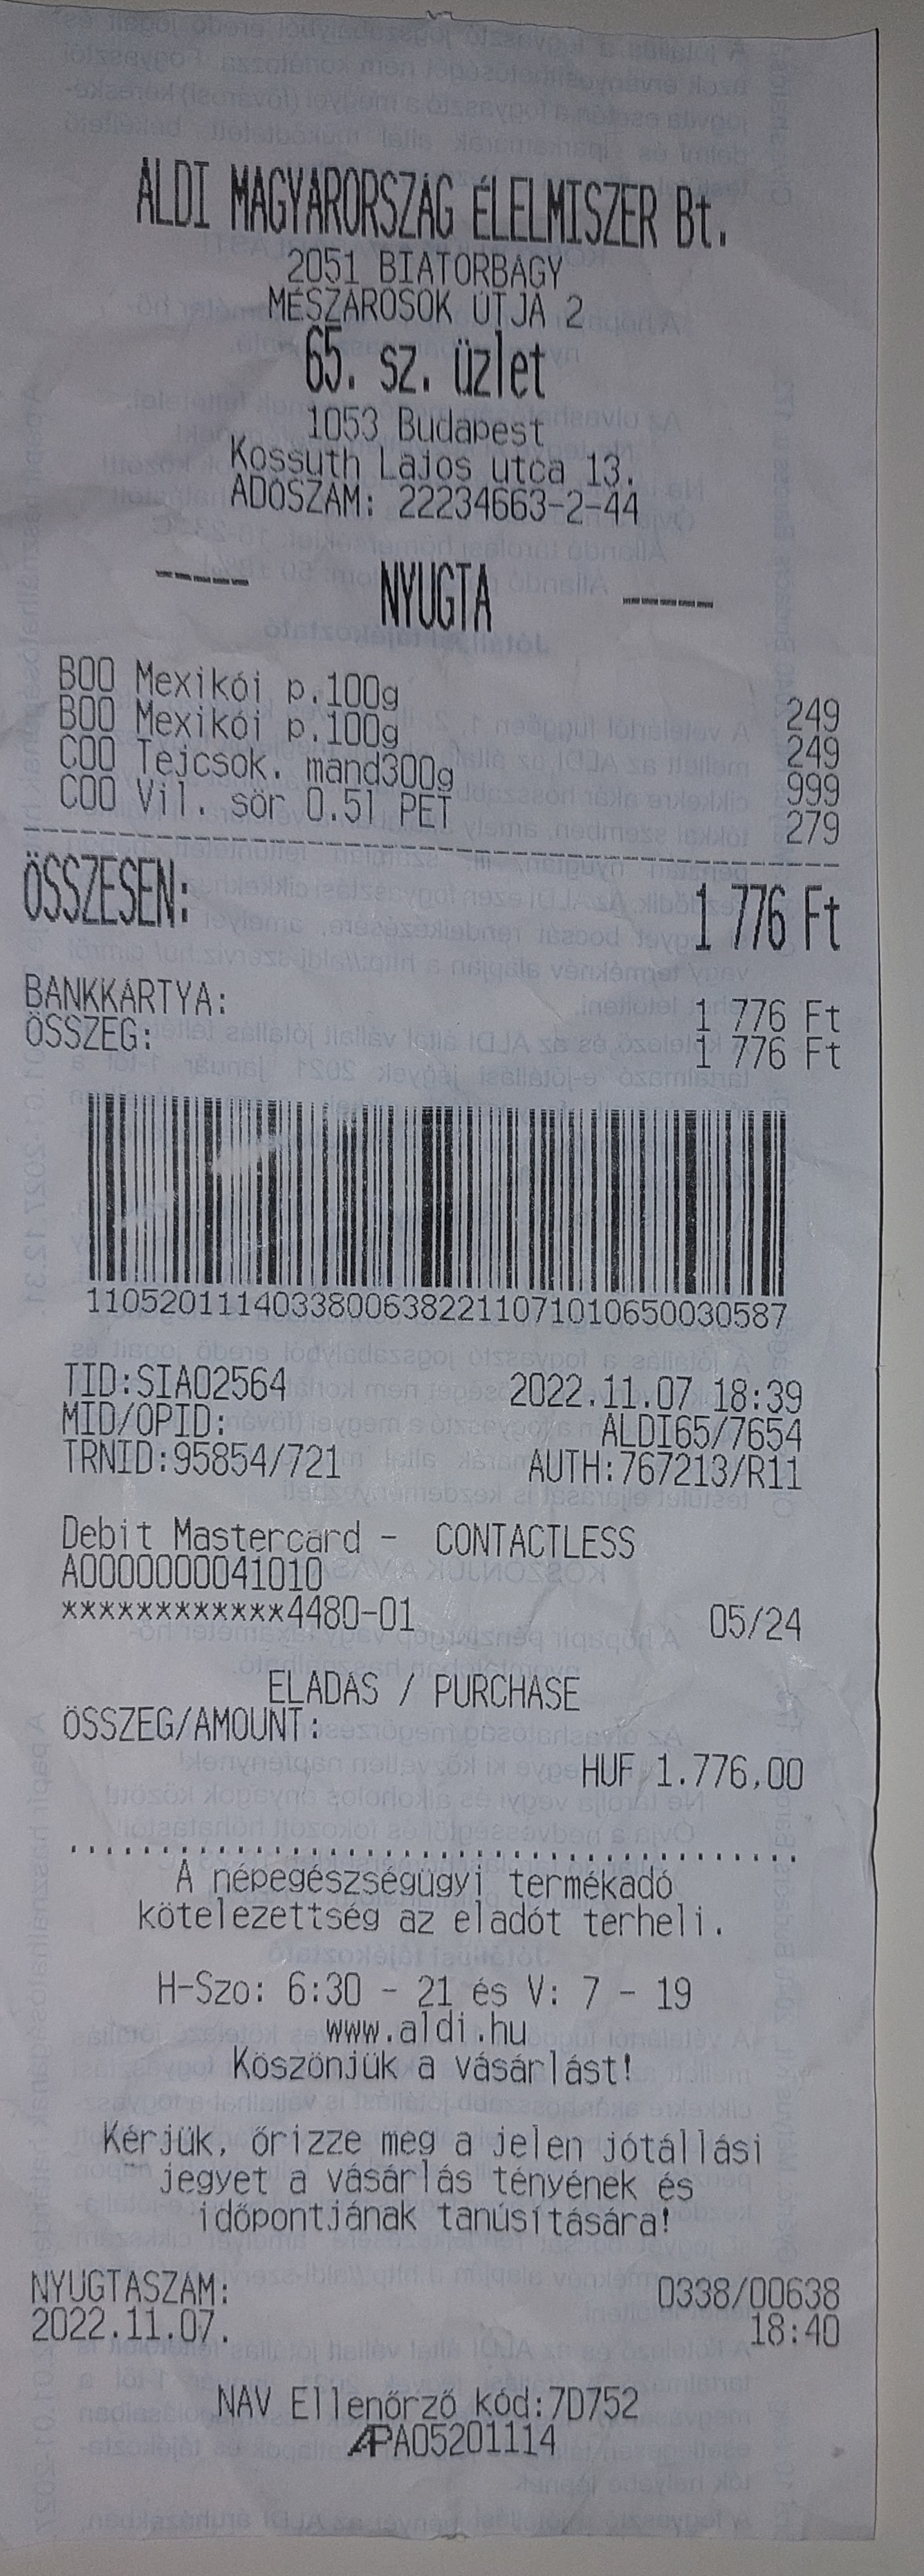 ALDI MAGYARORSZÁG ÉLELMISZER Bt.
2051 BIATORBÁGY
MÉSZÁROSOK ÚTJA 2
65. sz. üzlet
1053 Budapest
Kossuth Lajos utca 13.
ADÓSZÁM: 22234663-2-44
NYUGTA
B00 Mexikói p.100g 249
B00 Mexikói p.100g 249
C00 Tejcsok. mand300g 999
C00 Vil. sör 0.5l PET 279
ÖSSZESEN: 1 776 Ft
BANKKÁRTYA: 1 776 Ft
ÖSSZEG: 1 776 Ft
1105201114033800638221107101065003058​7
TID:SIA02564 2022.11.07 18:39
MID/OPID: ALDI65/7654
TRNID:95854/721 AUTH:767213/R11
Debit Mastercard - CONTACTLESS
A0000000041010
************4480-01 05/24
ELADÁS / PURCHASE
ÖSSZEG/AMOUNT:
HUF 1.776,00
A népegészségügyi termékadó
kötelezettség az eladót terheli.
H-Szo: 6:30 - 21 és V: 7 - 19
www.aldi.hu
Köszönjük a vásárlást!
Kérjük, őrizze meg a jelen jótállási
jegyet a vásárlás tényének és
időpontjának tanúsítására!
NYUGTASZÁM: 0338/00638
2022.11.07. 18:40
NAV Ellenőrző kód:7D752
APA05201114